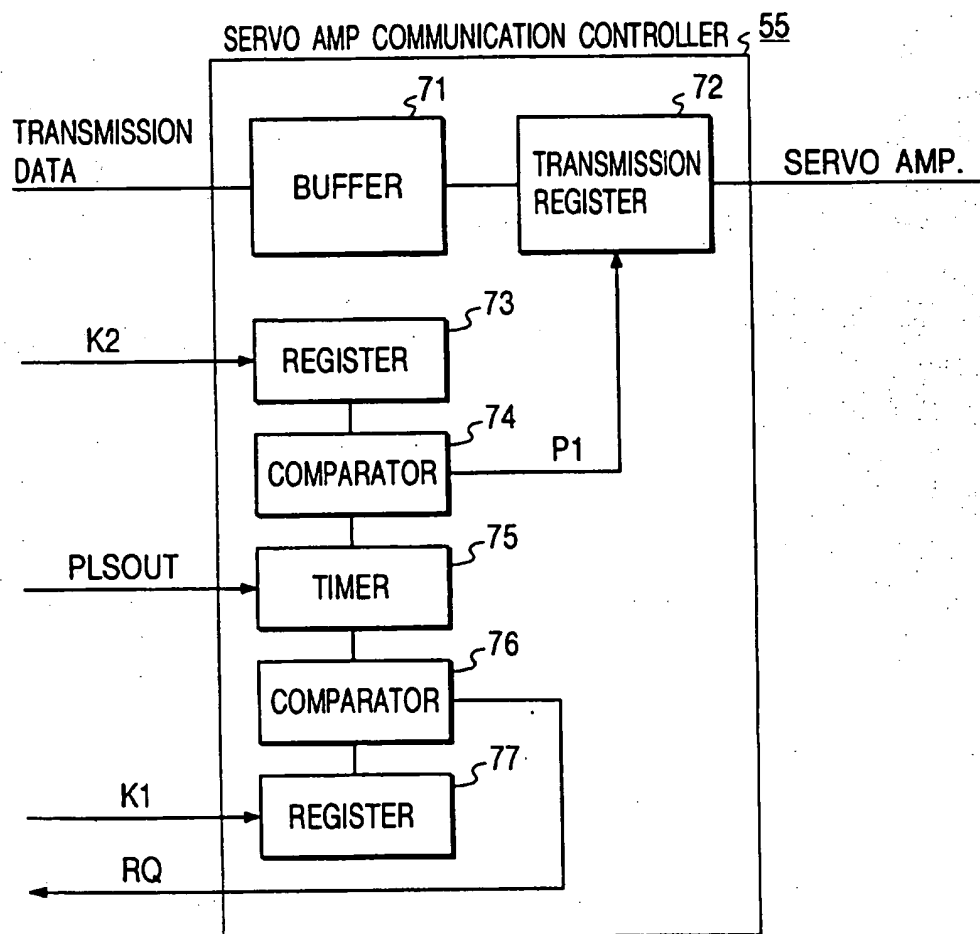 SERVO AMP COMMUNICATION CONTROLLER 55
71
72
TRANSMISSION
DATA
BUFFER
TRANSMISSION
REGISTER
SERVO AMP.
73
K2
REGISTER
74
COMPARATOR
P1
75
PLSOUT
TIMER
76
COMPARATOR
77
K1
REGISTER
RQ